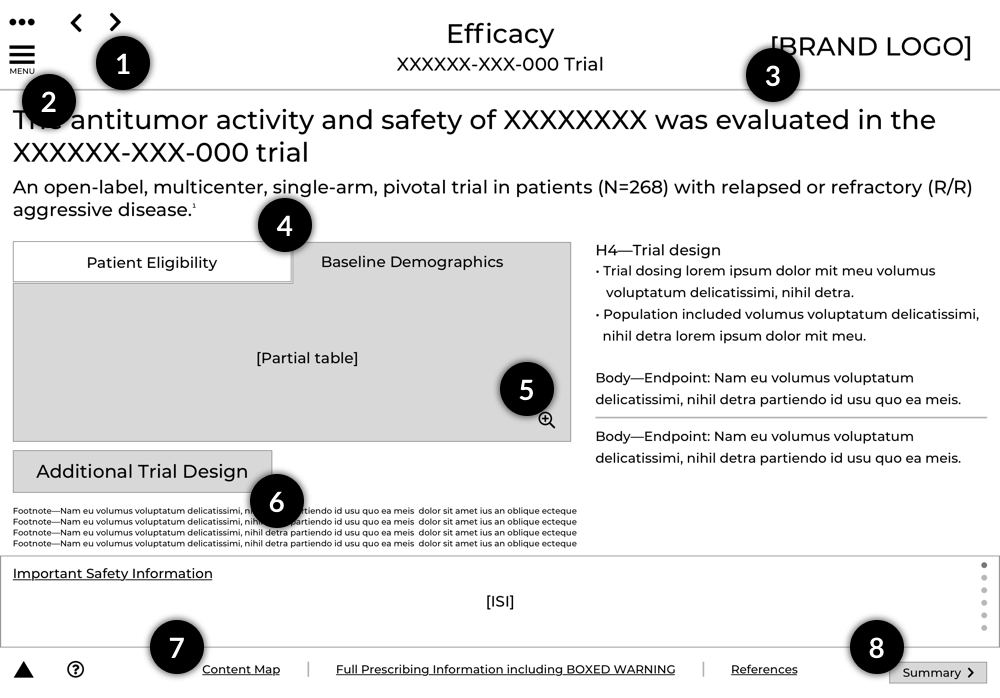 Efficacy
XXXXXX-XXX-000 Trial
[BRAND LOGO]
MENU
1
2
3
The antitumor activity and safety of XXXXXXXX was evaluated in the
XXXXXX-XXX-000 trial
An open-label, multicenter, single-arm, pivotal trial in patients (N=268) with relapsed or refractory (R/R)
aggressive disease.¹
4
Patient Eligibility
Baseline Demographics
[Partial table]
5
Additional Trial Design
6
H4—Trial design
• Trial dosing lorem ipsum dolor mit meu volumus
voluptatum delicatissimi, nihil detra.
• Population included volumus voluptatum delicatissimi,
nihil detra lorem ipsum dolor mit meu.
Body—Endpoint: Nam eu volumus voluptatum
delicatissimi, nihil detra partiendo id usu quo ea meis.
Body—Endpoint: Nam eu volumus voluptatum
delicatissimi, nihil detra partiendo id usu quo ea meis.
Footnote—Nam eu volumus voluptatum delicatissimi, nihil detra partiendo id usu quo ea meis dolor sit amet ius an oblique ecteque
Footnote—Nam eu volumus voluptatum delicatissimi, nihil detra partiendo id usu quo ea meis dolor sit amet ius an oblique ecteque
Footnote—Nam eu volumus voluptatum delicatissimi, nihil detra partiendo id usu quo ea meis dolor sit amet ius an oblique ecteque
Footnote—Nam eu volumus voluptatum delicatissimi, nihil detra partiendo id usu quo ea meis dolor sit amet ius an oblique ecteque
Important Safety Information
[ISI]
7
8
Content Map
Full Prescribing Information including BOXED WARNING
References
Summary